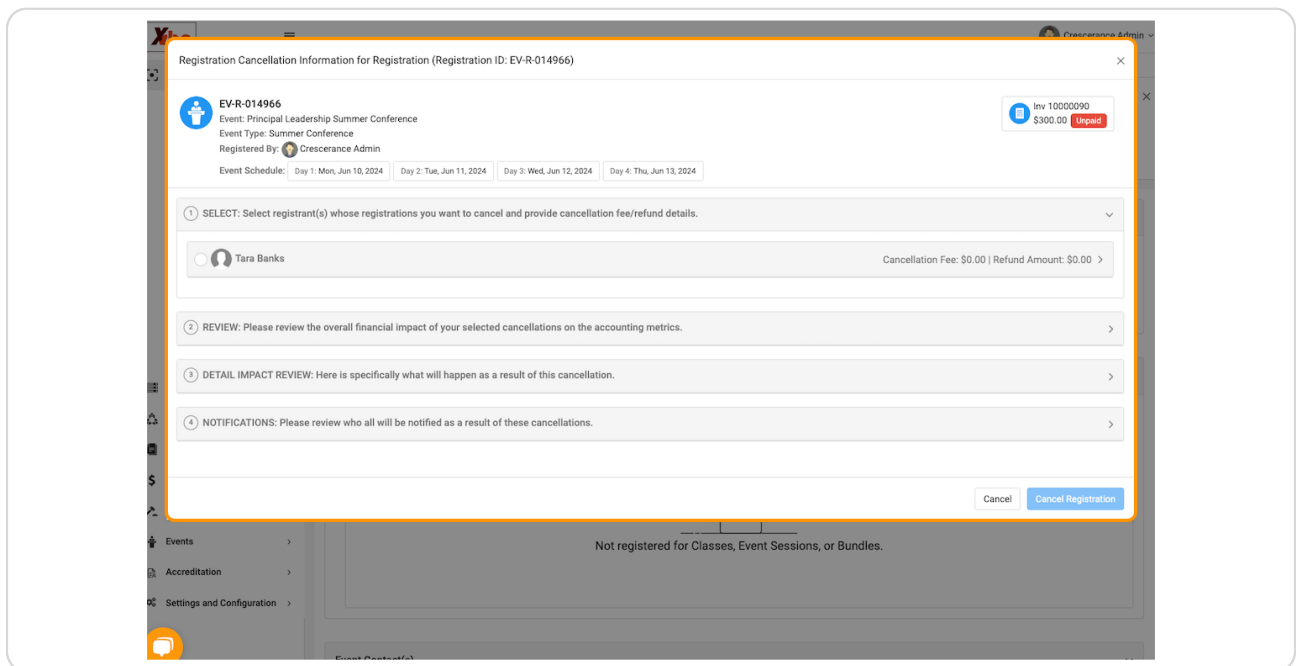 Crescerance Admin
Registration Cancellation Information for Registration (Registration ID: EV-R-014966)
EV-R-014966
Event: Principal Leadership Summer Conference
Event Type: Summer Conference
Registered By: Crescerance Admin
Event Schedule: Day 1: Mon, Jun 10, 2024 Day 2: Tue, Jun 11, 2024 Day 3: Wed, Jun 12, 2024 Day 4: Thu, Jun 13, 2024
Inv 10000090
$300.00 Unpaid
1 SELECT: Select registrant(s) whose registrations you want to cancel and provide cancellation fee/refund details.
Tara Banks
Cancellation Fee: $0.00 | Refund Amount: $0.00
2 REVIEW: Please review the overall financial impact of your selected cancellations on the accounting metrics.
3 DETAIL IMPACT REVIEW: Here is specifically what will happen as a result of this cancellation.
4 NOTIFICATIONS: Please review who all will be notified as a result of these cancellations.
Cancel Cancel Registration
Not registered for Classes, Event Sessions, or Bundles.
Events
Accreditation
Settings and Configuration
Event Contact(s)